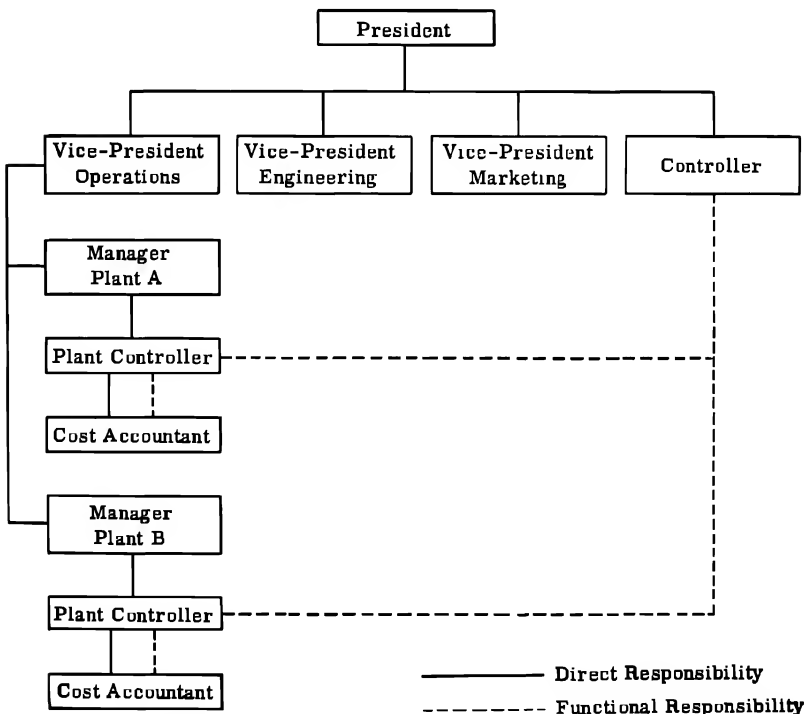 President
Vice-President
Operations
Vice-President
Engineering
Vice-President
Marketing
Controller
Manager
Plant A
Plant Controller
Cost Accountant
Manager
Plant B
Plant Controller
Cost Accountant
Direct Responsibility
Functional Responsibility